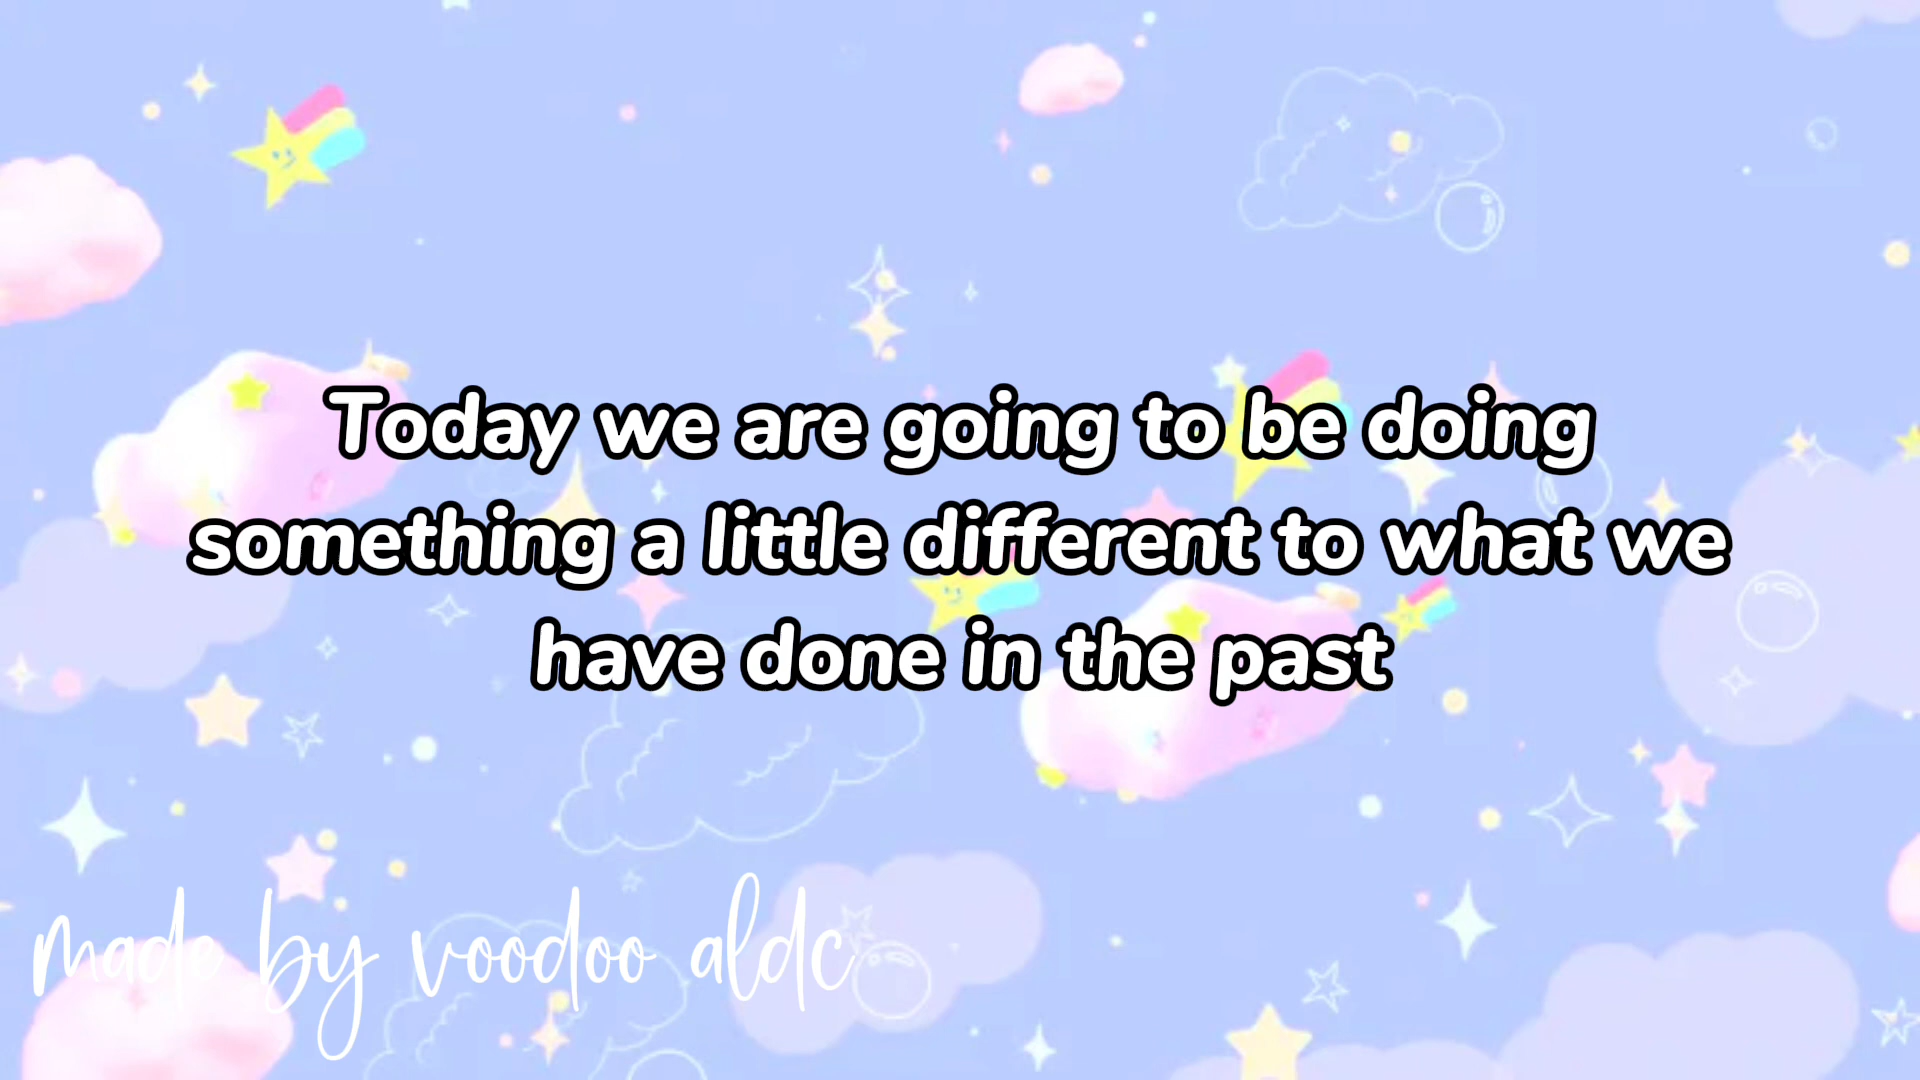 Today we are going to be doing
something a little different to what we
have done in the past
made by voodoo aldc